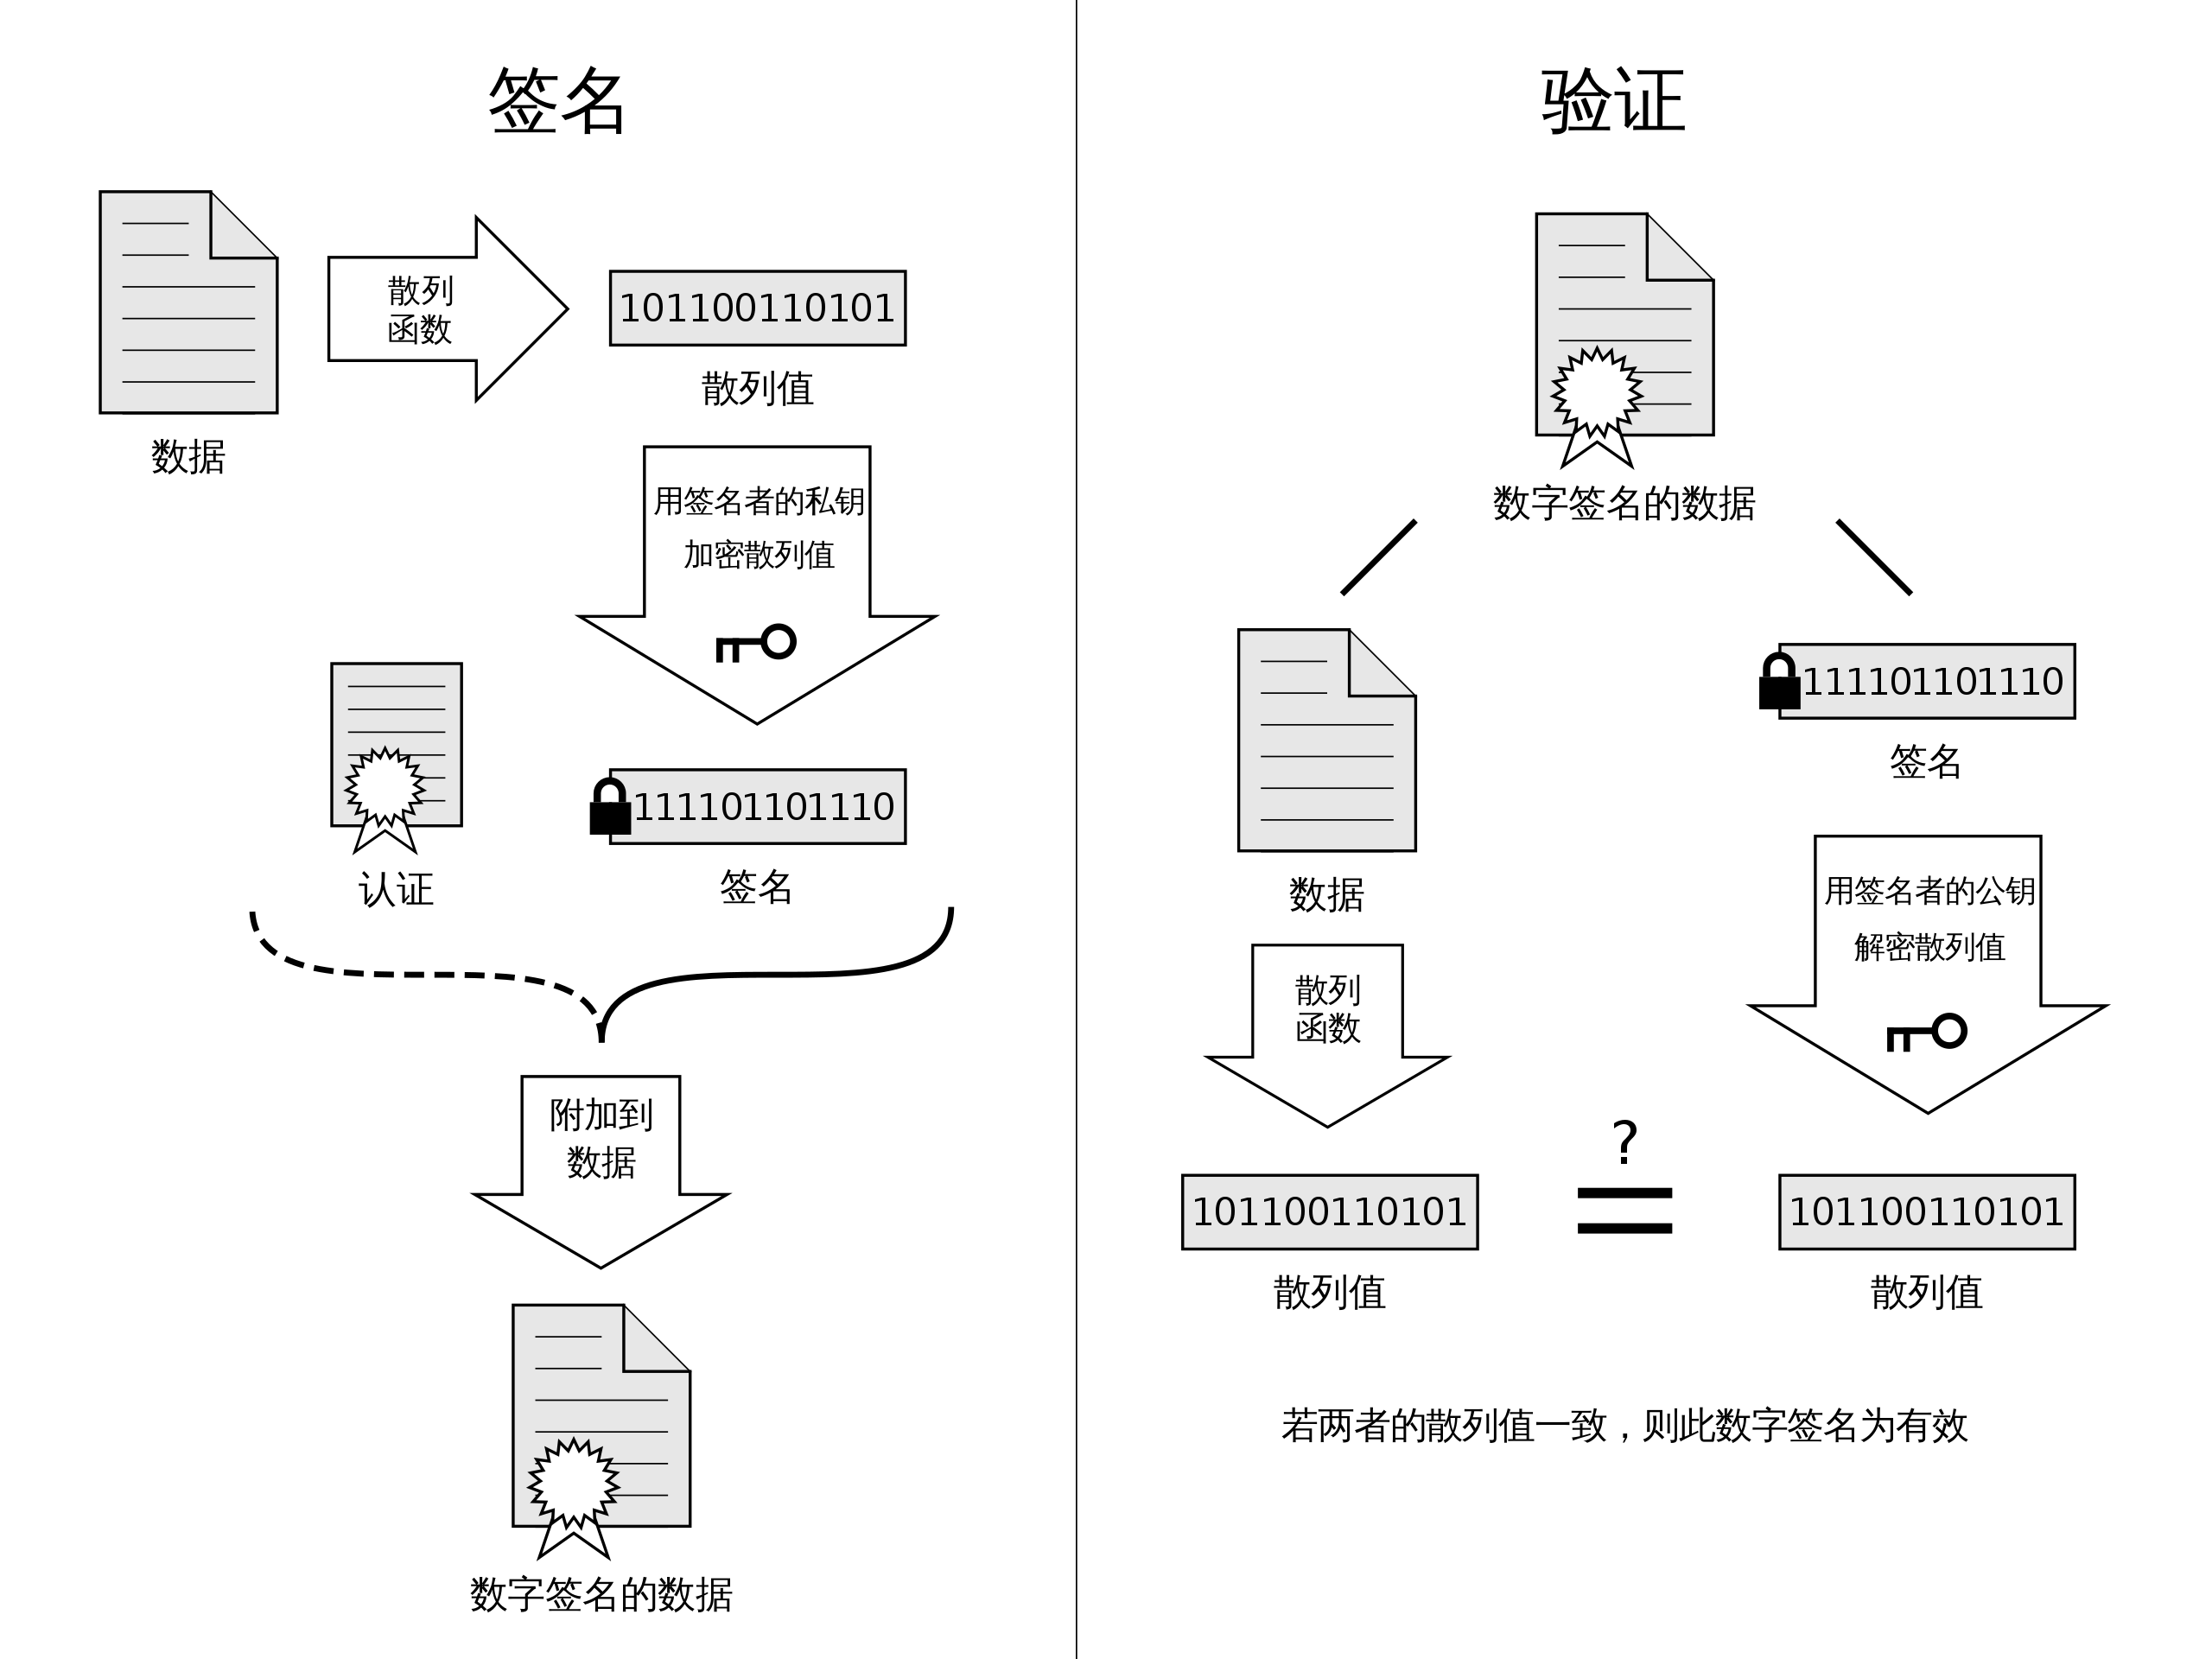 签名
散列
函数
101100110101
散列值
数据
用签名者的私钥
加密散列值
认证
111101101110
签名
附加到
数据
数字签名的数据
验证
数字签名的数据
数据
111101101110
签名
散列
函数
用签名者的公钥
解密散列值
101100110101
散列值
?
101100110101
散列值
若两者的散列值一致，则此数字签名为有效